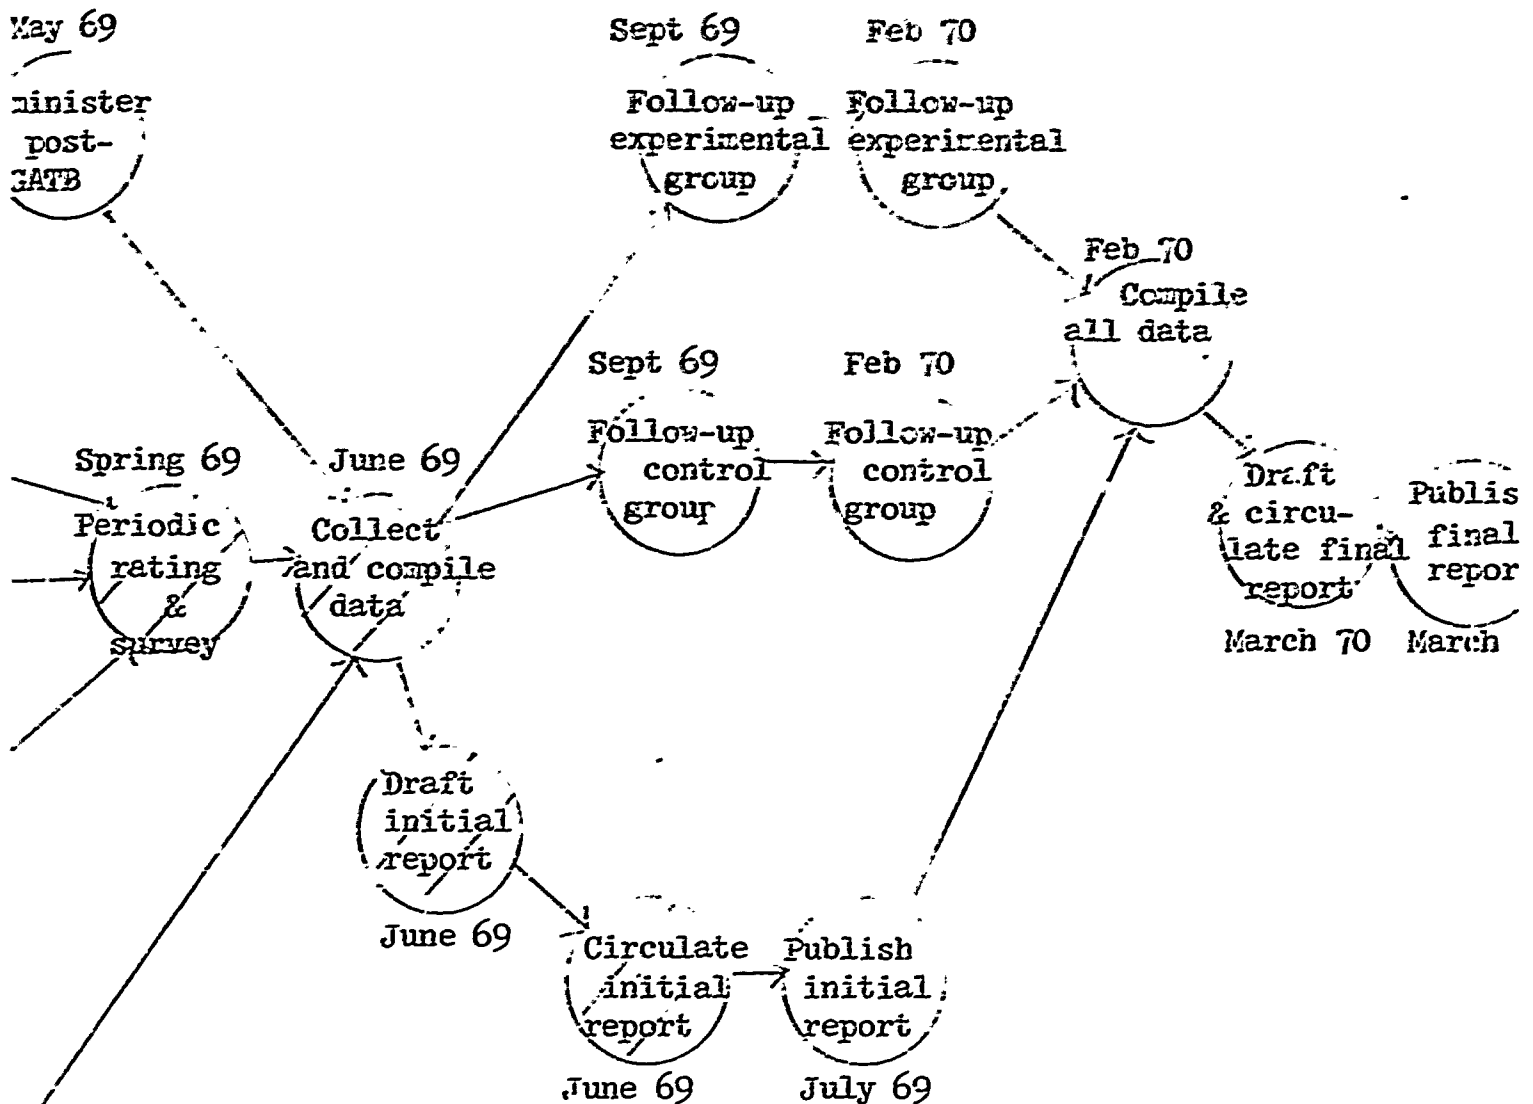 May 69
minister
post-
GATB
Sept 69
Follow-up
experimental
group
Feb 70
Follow-up
experimental
group
Feb 70
Compile
all data
Sept 69
Follow-up
control
group
Feb 70
Follow-up
control
group
Spring 69
Periodic
rating
&
survey
June 69
Collect
and compile
data
Draft
& circu-
late final
report
March 70
Publis
final
repor
March
Draft
initial
report
June 69
Circulate
initial
report
June 69
Publish
initial
report
July 69